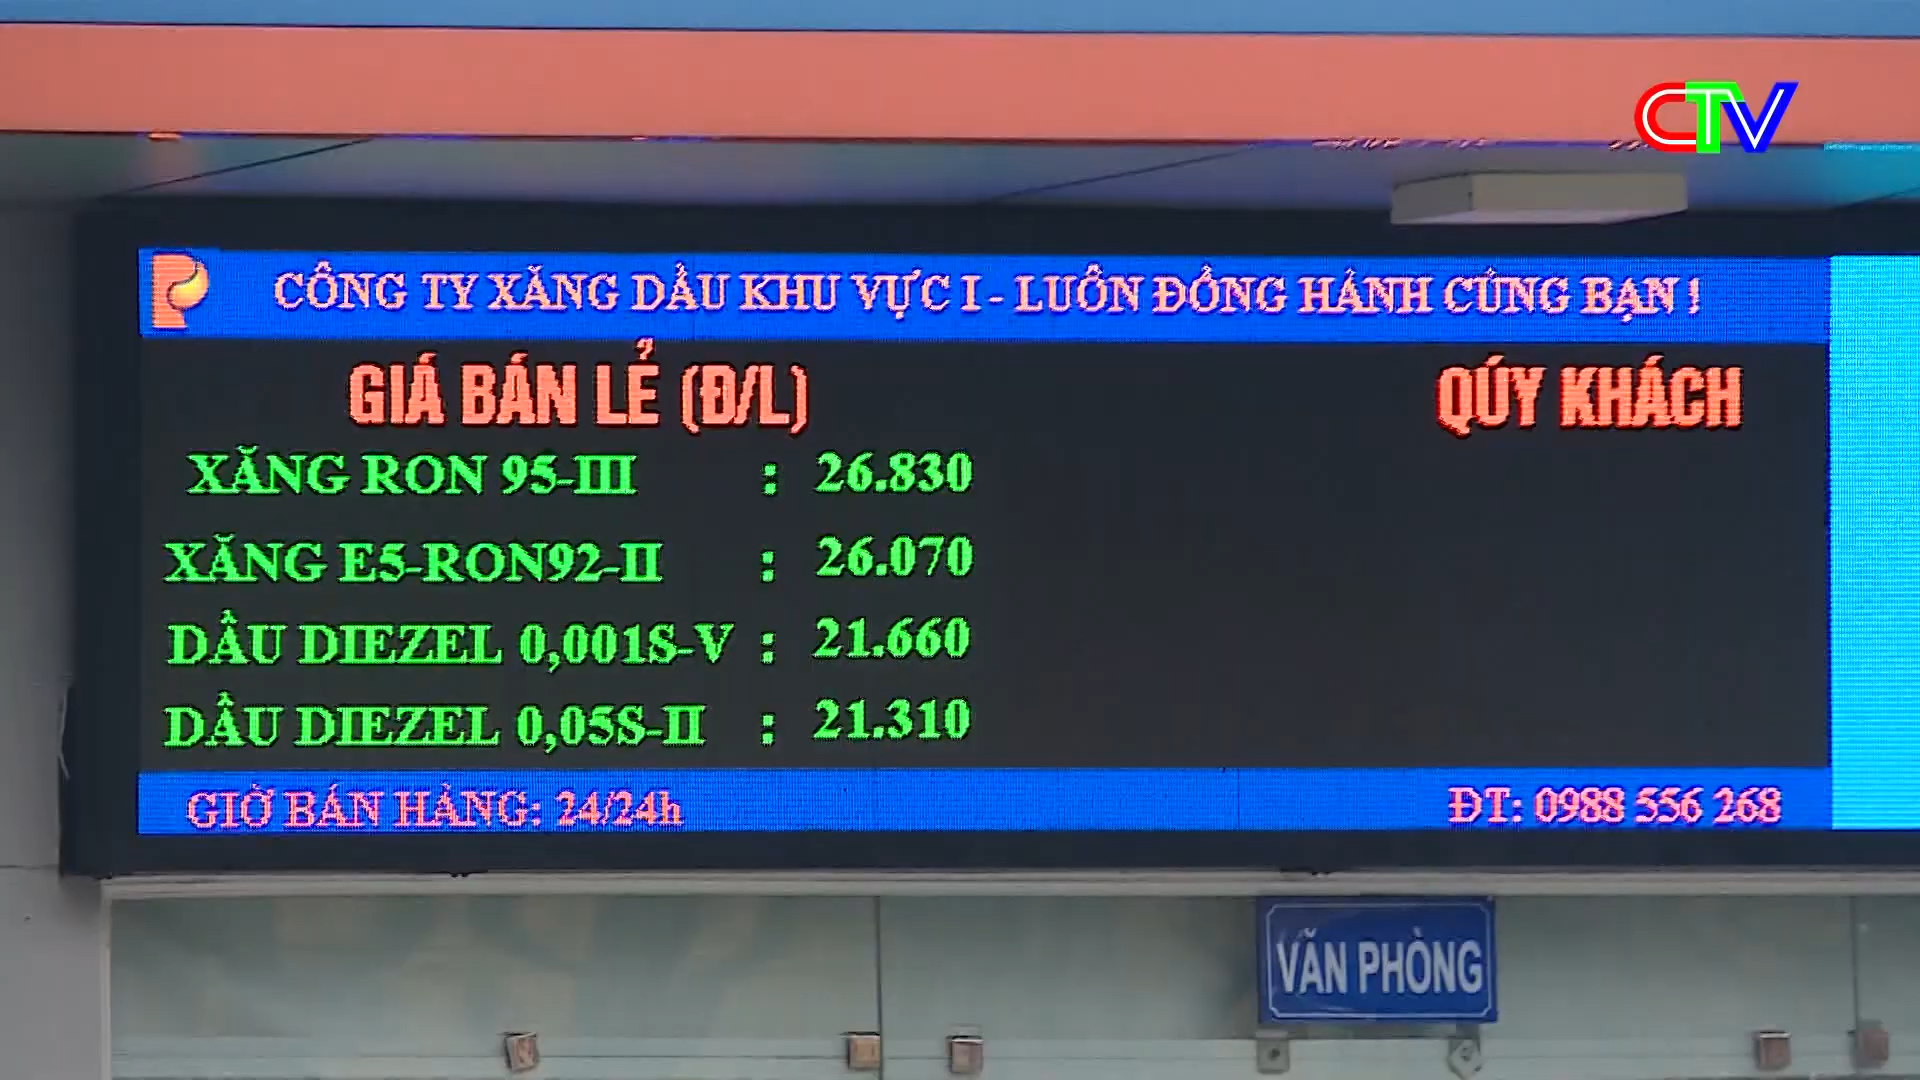 CTV
CÔNG TY XĂNG DẦU KHU VỰC I - LUÔN ĐỒNG HÀNH CÙNG BẠN !
GIÁ BÁN LẺ (Đ/L)
QÚY KHÁCH
XĂNG RON 95-III : 26.830
XĂNG E5-RON92-II : 26.070
DẦU DIEZEL 0,001S-V : 21.660
DẦU DIEZEL 0,05S-II : 21.310
GIỜ BÁN HÀNG: 24/24h
ĐT: 0988 556 268
VĂN PHÒNG